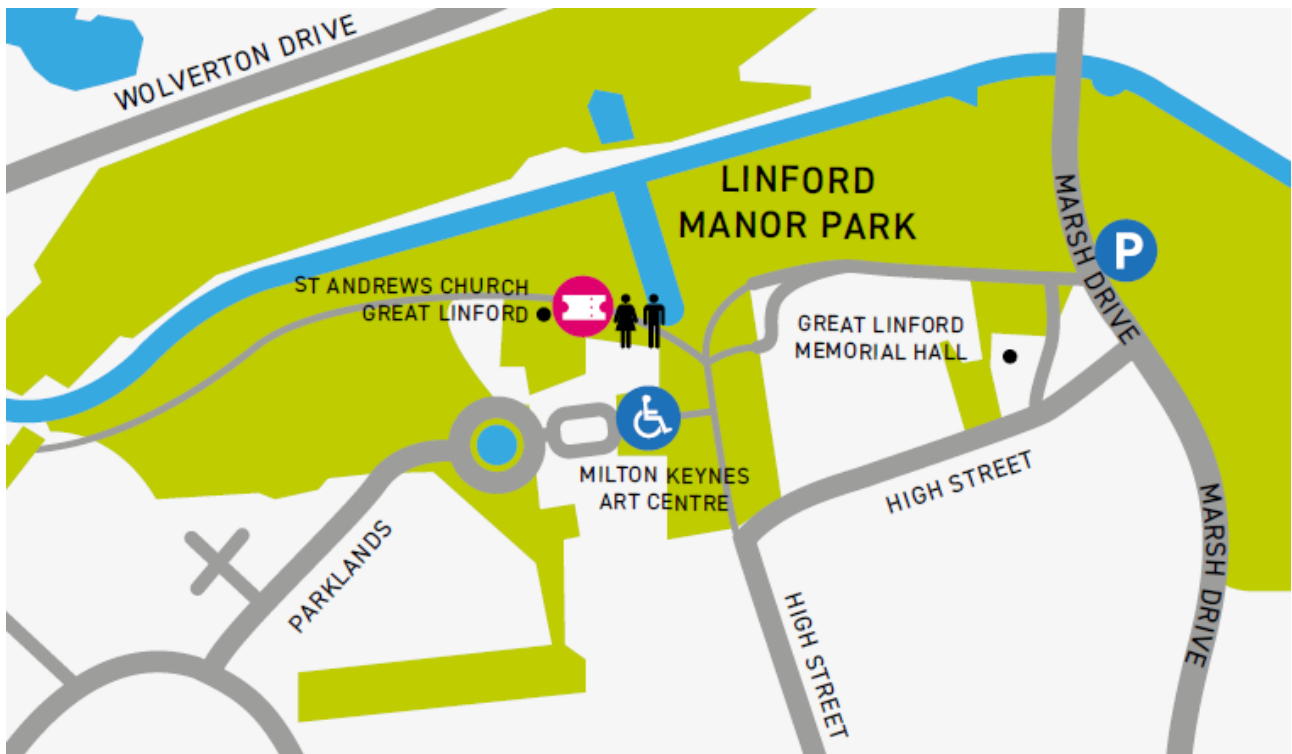 WOLVERTON DRIVE
LINFORD
MANOR PARK
MARSH DRIVE
P
ST ANDREWS CHURCH
GREAT LINFORD
GREAT LINFORD
MEMORIAL HALL
MILTON KEYNES
ART CENTRE
HIGH STREET
PARKLANDS
HIGH STREET
MARSH DRIVE